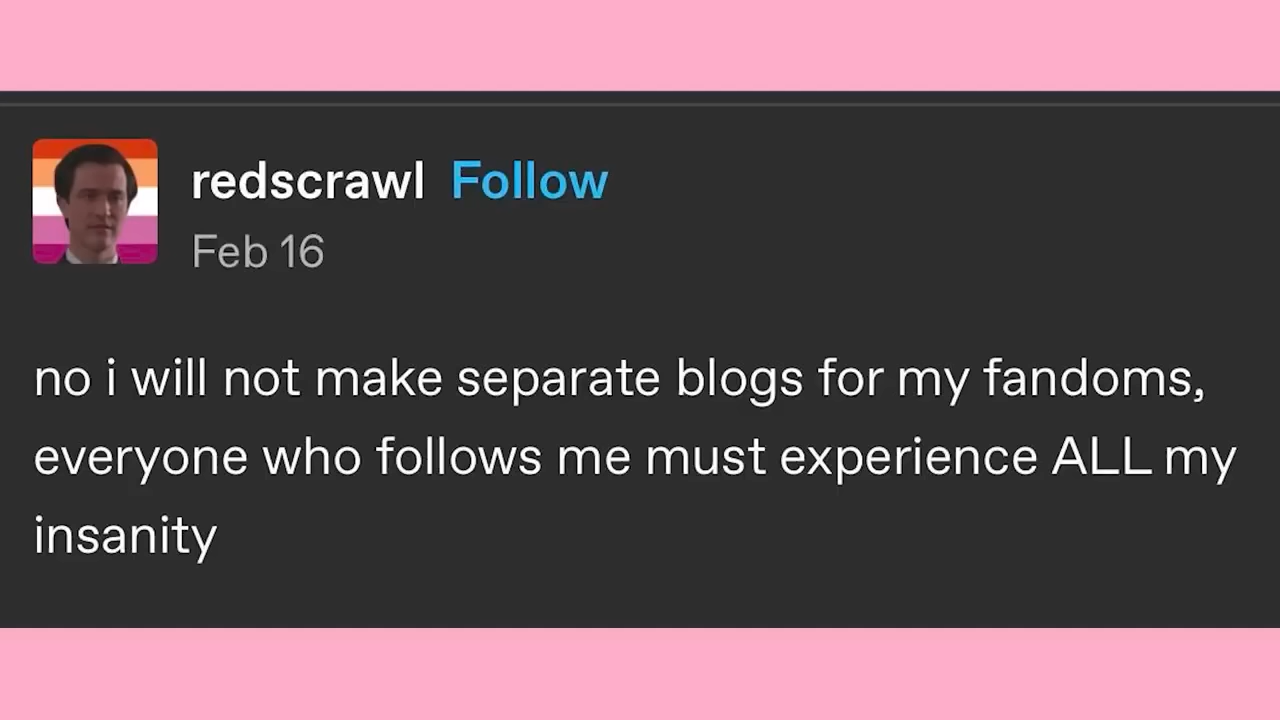 redscrawl Follow
Feb 16
no i will not make separate blogs for my fandoms,
everyone who follows me must experience ALL my
insanity